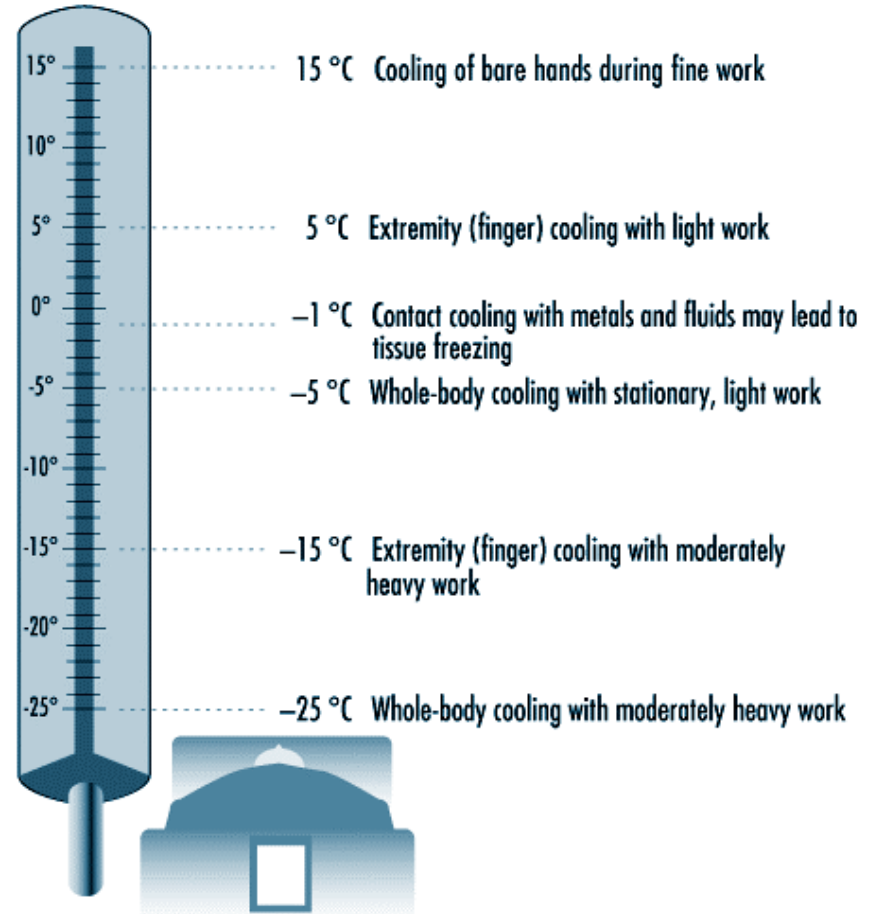 15°
15 °C Cooling of bare hands during fine work
10°
5°
5 °C Extremity (finger) cooling with light work
0°
–1 °C Contact cooling with metals and fluids may lead to
tissue freezing
-5°
–5 °C Whole-body cooling with stationary, light work
-10°
-15°
–15 °C Extremity (finger) cooling with moderately
heavy work
-20°
-25°
–25 °C Whole-body cooling with moderately heavy work